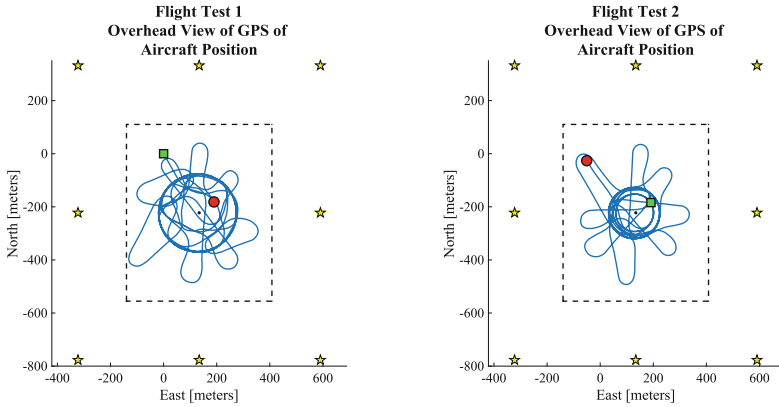 Flight Test 1
Overhead View of GPS of
Aircraft Position
200
0
-200
-400
-600
-800
North [meters]
-400 -200 0 200 400 600
East [meters]
Flight Test 2
Overhead View of GPS of
Aircraft Position
200
0
-200
-400
-600
-800
North [meters]
-400 -200 0 200 400 600
East [meters]